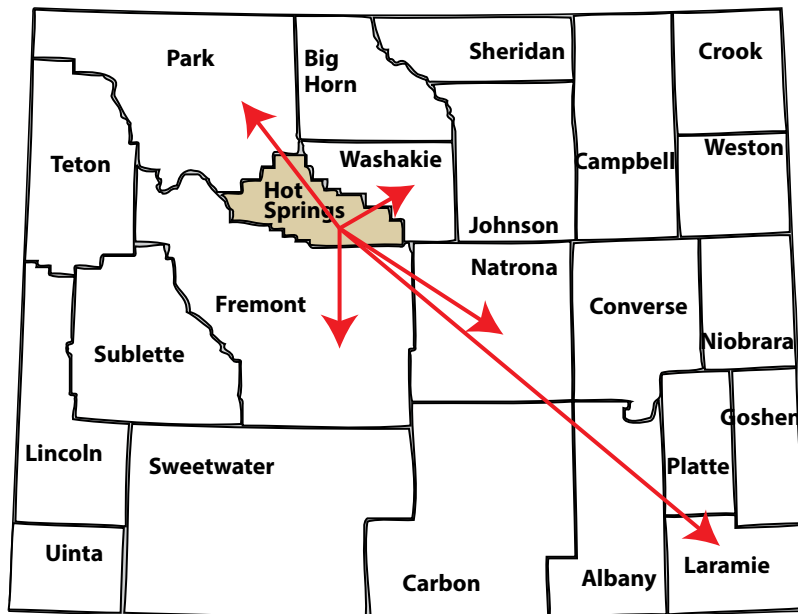 Park
Big
Horn
Sheridan
Crook
Teton
Washakie
Campbell
Weston
Hot
Springs
Johnson
Natrona
Fremont
Converse
Sublette
Niobrara
Goshen
Lincoln
Sweetwater
Platte
Uinta
Carbon
Albany
Laramie